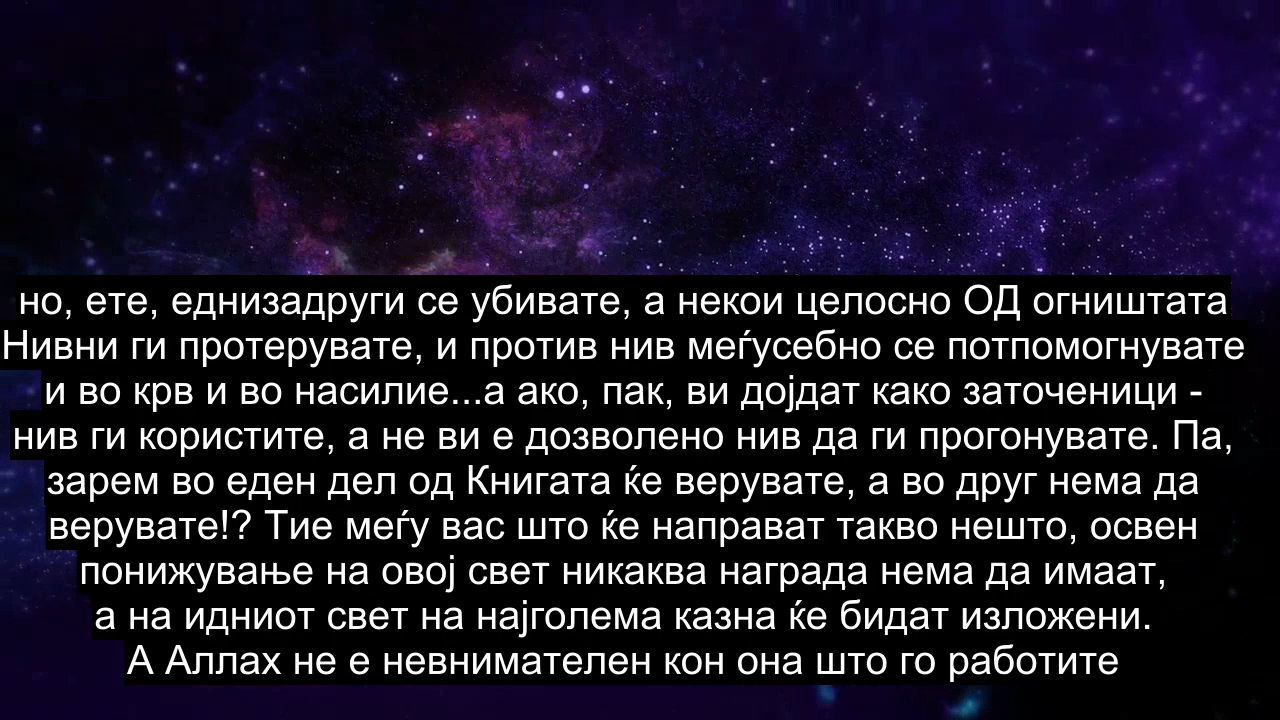 но, ете, еднизадруги се убивате, а некои целосно ОД огништата
Нивни ги протерувате, и против нив меѓусебно се потпомогнувате
и во крв и во насилие...а ако, пак, ви дојдат како заточеници -
нив ги користите, а не ви е дозволено нив да ги прогонувате. Па,
зарем во еден дел од Книгата ќе верувате, а во друг нема да
верувате!? Тие меѓу вас што ќе направат такво нешто, освен
понижување на овој свет никаква награда нема да имаат,
а на идниот свет на најголема казна ќе бидат изложени.
А Аллах не е невнимателен кон она што го работите